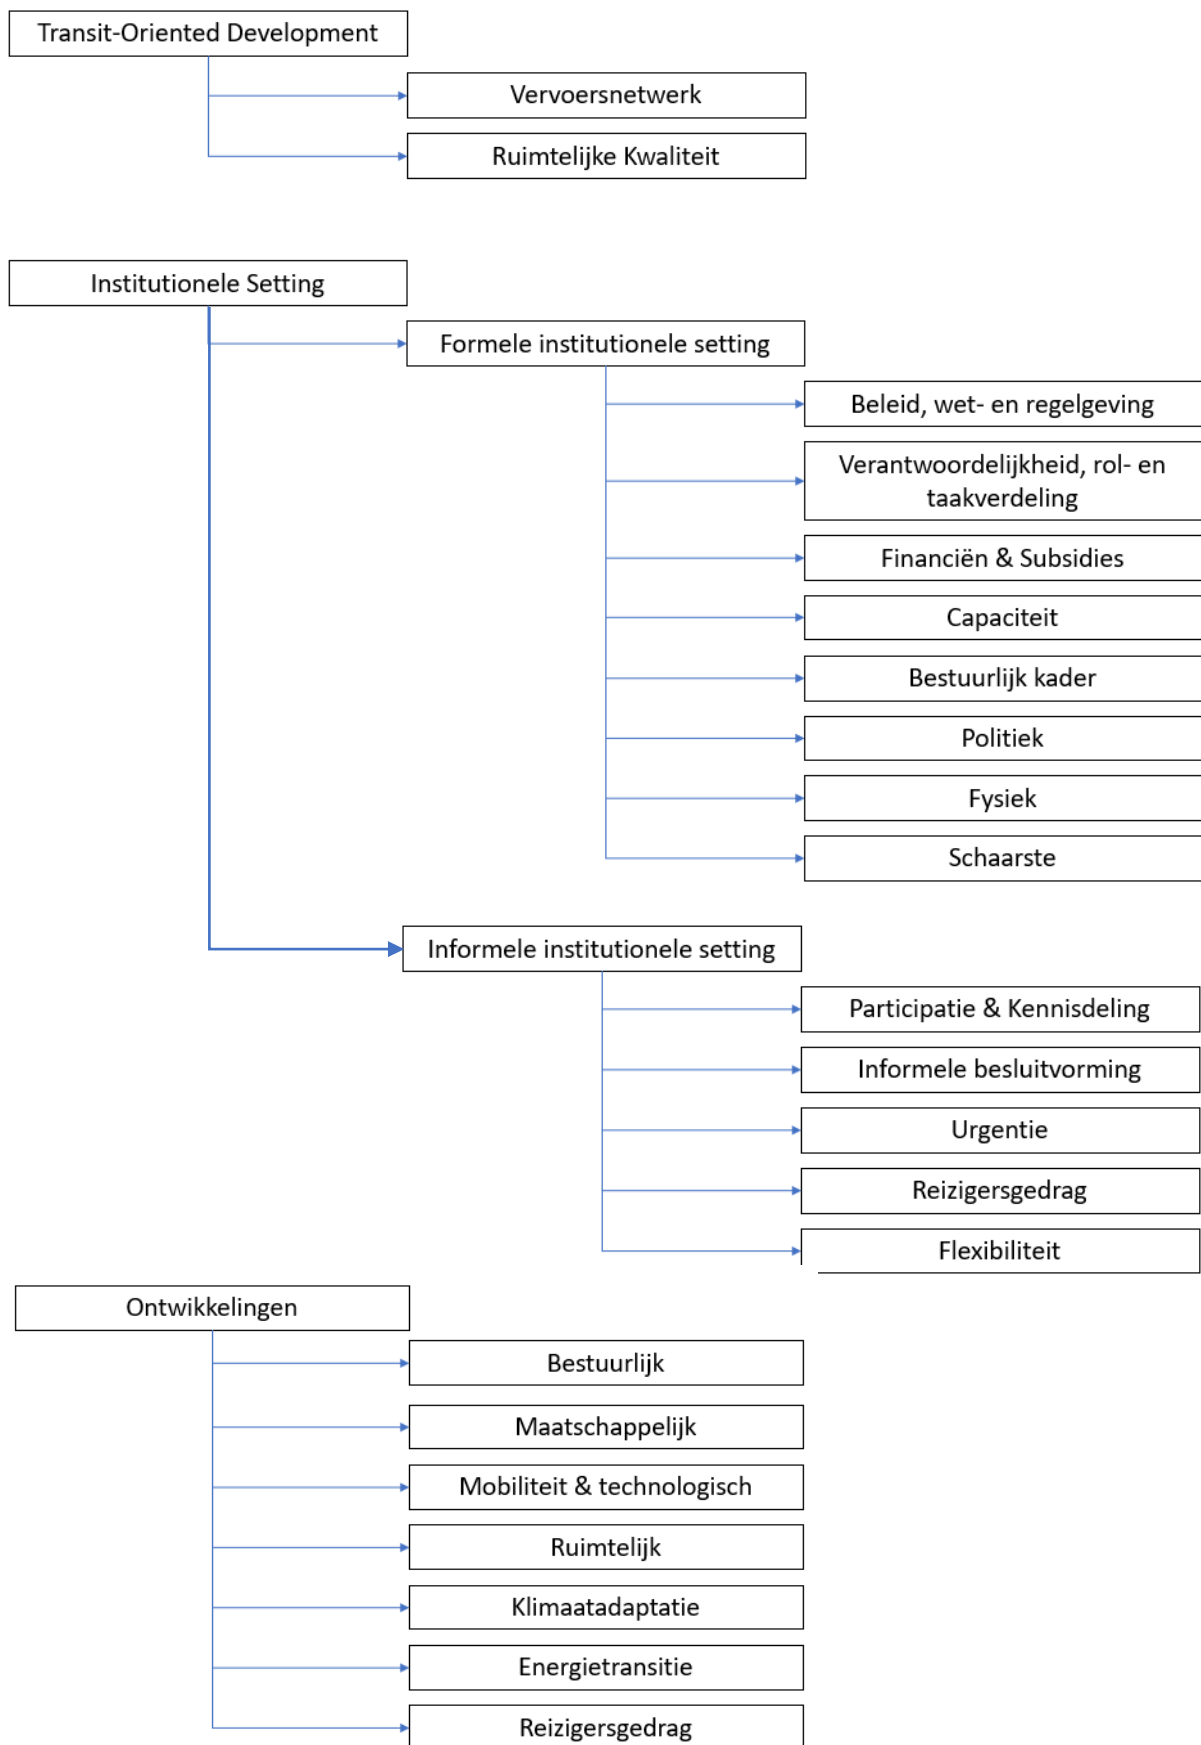 Transit-Oriented Development
Vervoersnetwerk
Ruimtelijke Kwaliteit
Institutionele Setting
Formele institutionele setting
Beleid, wet- en regelgeving
Verantwoordelijkheid, rol- en
taakverdeling
Financiën & Subsidies
Capaciteit
Bestuurlijk kader
Politiek
Fysiek
Schaarste
Informele institutionele setting
Participatie & Kennisdeling
Informele besluitvorming
Urgentie
Reizigersgedrag
Flexibiliteit
Ontwikkelingen
Bestuurlijk
Maatschappelijk
Mobiliteit & technologisch
Ruimtelijk
Klimaatadaptatie
Energietransitie
Reizigersgedrag